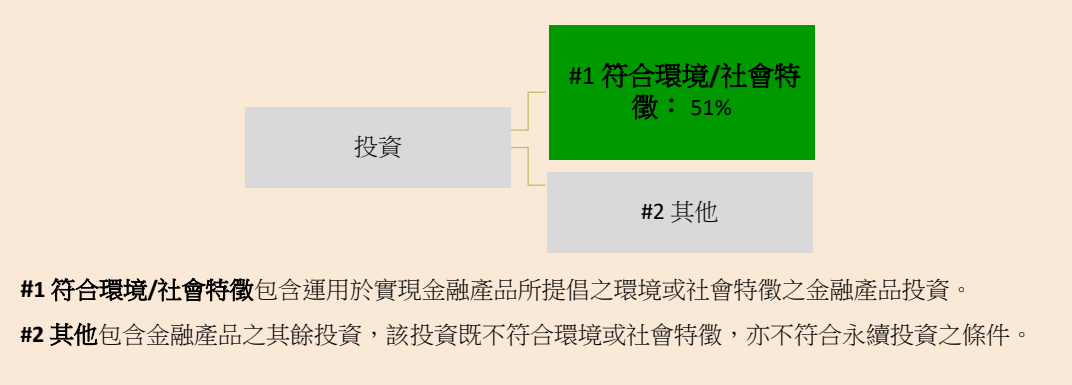 #1 符合環境/社會特
徵： 51%
投資
#2 其他
#1 符合環境/社會特徵包含運用於實現金融產品所提倡之環境或社會特徵之金融產品投資。
#2 其他包含金融產品之其餘投資，該投資既不符合環境或社會特徵，亦不符合永續投資之條件。